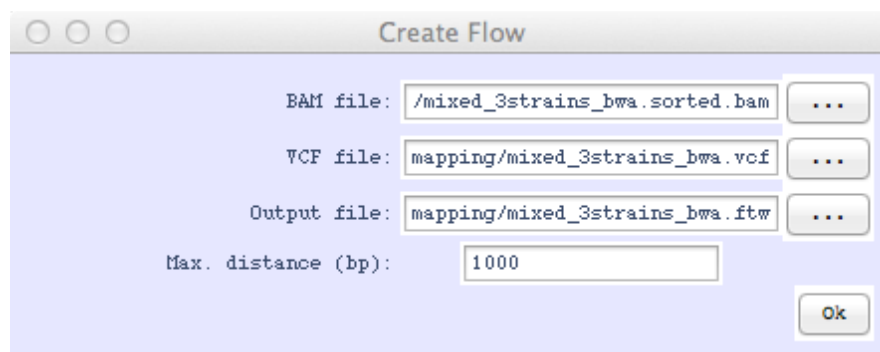 Create Flow
BAM file: /mixed_3strains_bwa.sorted.bam ...
VCF file: mapping/mixed_3strains_bwa.vcf ...
Output file: mapping/mixed_3strains_bwa.ftw ...
Max. distance (bp): 1000
Ok